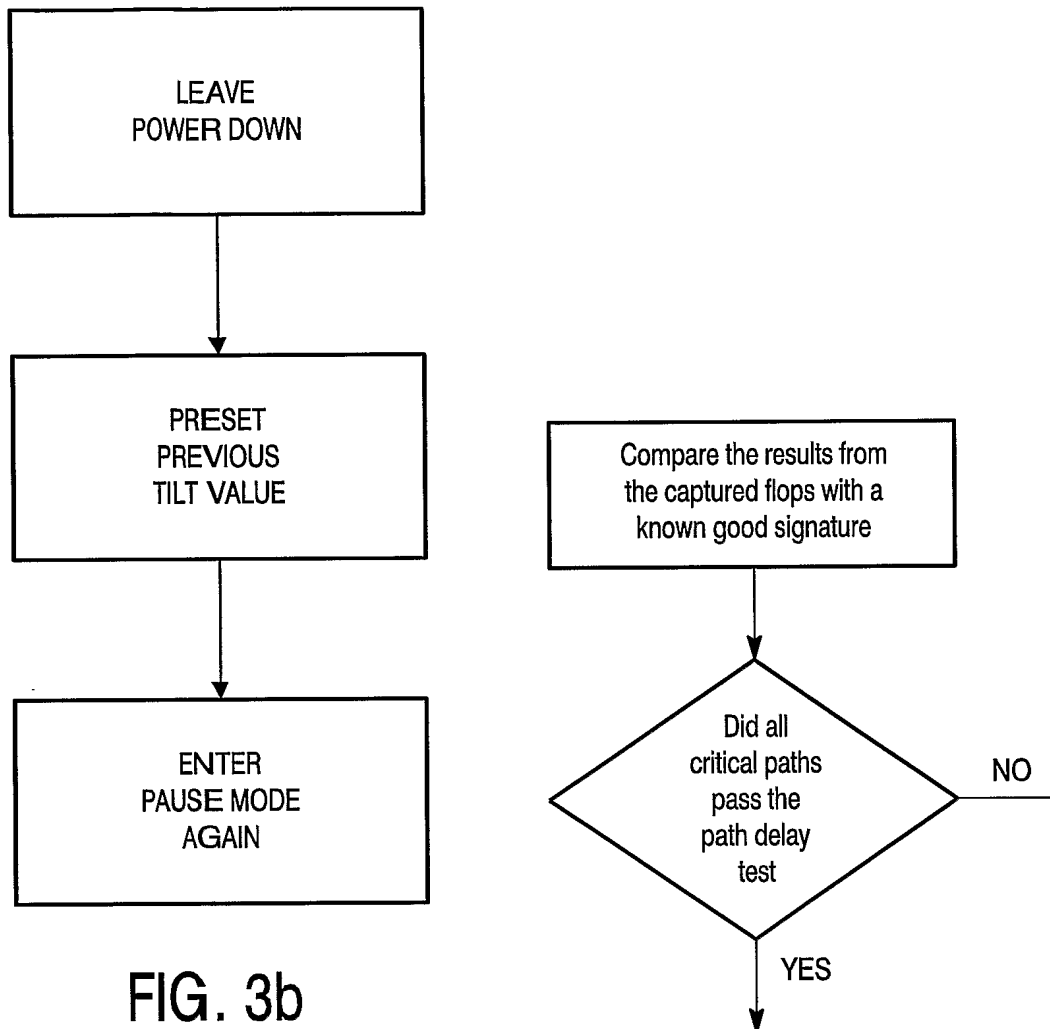 LEAVE
POWER DOWN
PRESET
PREVIOUS
TILT VALUE
ENTER
PAUSE MODE
AGAIN
FIG. 3b
Compare the results from
the captured flops with a
known good signature
Did all
critical paths
pass the
path delay
test
NO
YES